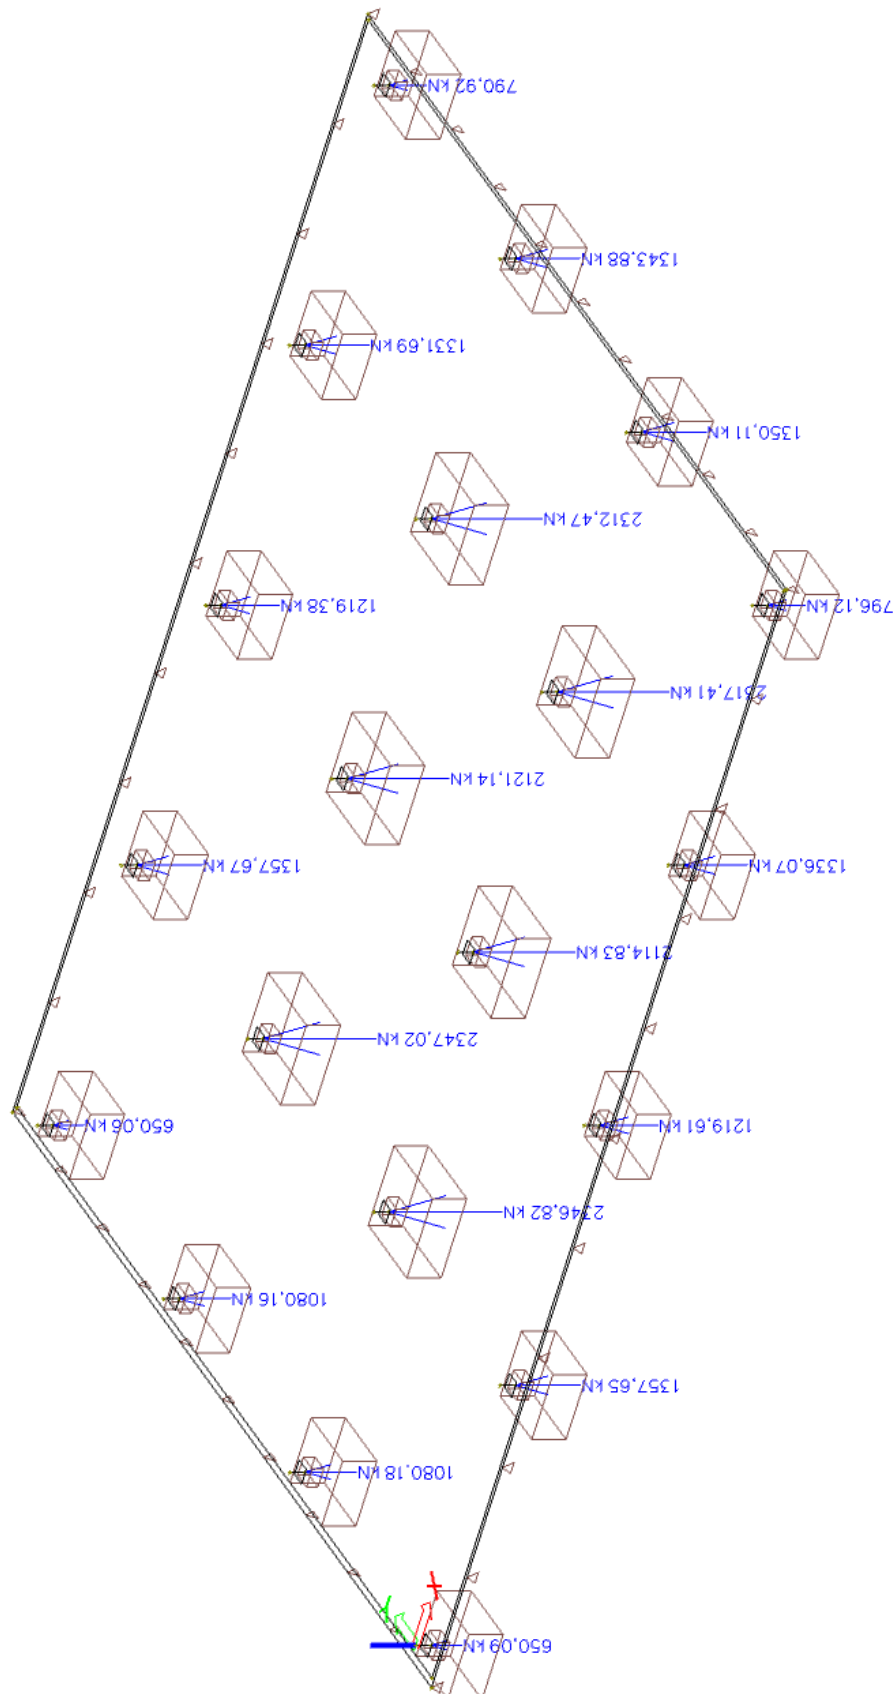 790,92 kN
1343,88 kN
1331,69 kN
1350,11 kN
2312,47 kN
1219,38 kN
796,12 kN
2317,41 kN
2121,14 kN
1357,67 kN
1336,07 kN
2114,83 kN
2347,02 kN
650,06 kN
1219,61 kN
2346,82 kN
1080,16 kN
1357,65 kN
1080,18 kN
X
Y
650,09 kN